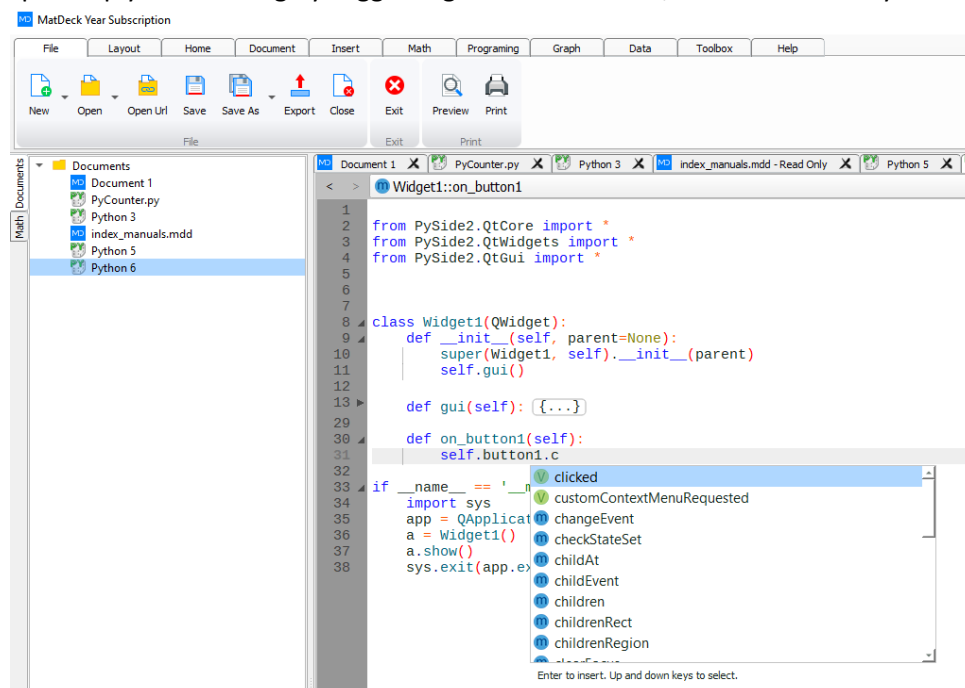 MD MatDeck Year Subscription
File Layout Home Document Insert Math Programing Graph Data Toolbox Help
New Open Open Url Save Save As Export Close Exit Preview Print
File Exit Print
Documents
Math
Documents
MD Document 1
PyCounter.py
Python 3
MD index_manuals.mdd
Python 5
Python 6
MD Document 1 X PyCounter.py X Python 3 X MD index_manuals.mdd - Read Only X Python 5 X
< > m Widget1::on_button1
1
2 from PySide2.QtCore import *
3 from PySide2.QtWidgets import *
4 from PySide2.QtGui import *
5
6
7
8 class Widget1(QWidget):
9 def __init__(self, parent=None):
10 super(Widget1, self).__init__(parent)
11 self.gui()
12
13 def gui(self): {...}
29
30 def on_button1(self):
31 self.button1.c
32
33 if __name__ == '__m
34 import sys
35 app = QApplicat
36 a = Widget1()
37 a.show()
38 sys.exit(app.ex
V clicked
V customContextMenuRequested
m changeEvent
m checkStateSet
m childAt
m childEvent
m children
m childrenRect
m childrenRegion
Enter to insert. Up and down keys to select.